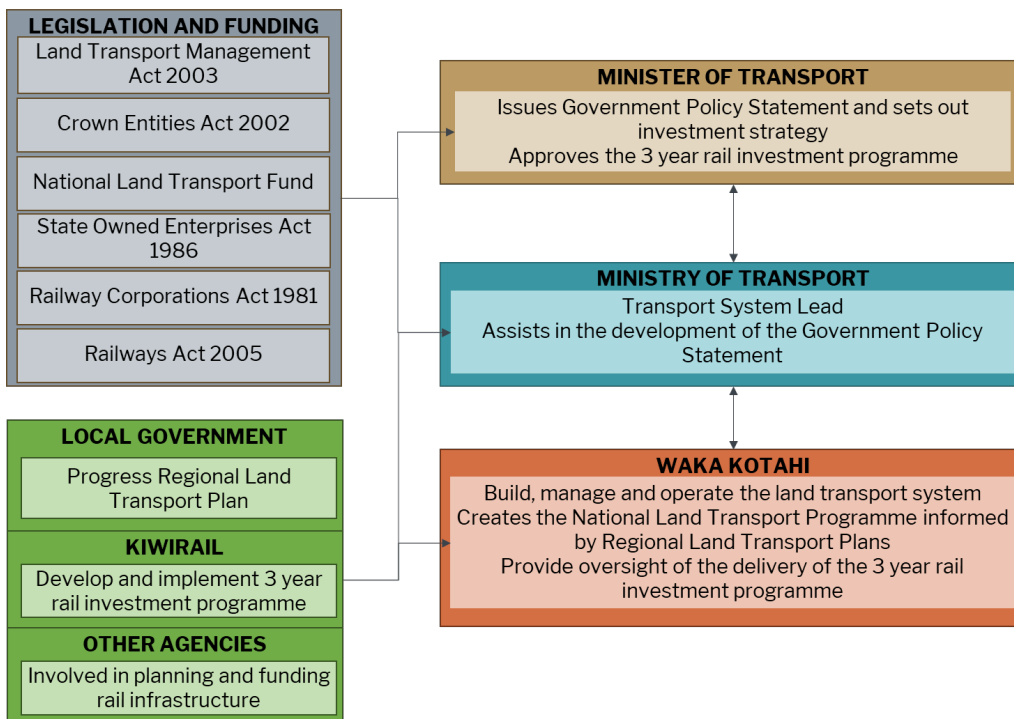 LEGISLATION AND FUNDING
Land Transport Management
Act 2003
Crown Entities Act 2002
National Land Transport Fund
State Owned Enterprises Act
1986
Railway Corporations Act 1981
Railways Act 2005
LOCAL GOVERNMENT
Progress Regional Land
Transport Plan
KIWIRAIL
Develop and implement 3 year
rail investment programme
OTHER AGENCIES
Involved in planning and funding
rail infrastructure
MINISTER OF TRANSPORT
Issues Government Policy Statement and sets out
investment strategy
Approves the 3 year rail investment programme
MINISTRY OF TRANSPORT
Transport System Lead
Assists in the development of the Government Policy
Statement
WAKA KOTAHI
Build, manage and operate the land transport system
Creates the National Land Transport Programme informed
by Regional Land Transport Plans
Provide oversight of the delivery of the 3 year rail
investment programme